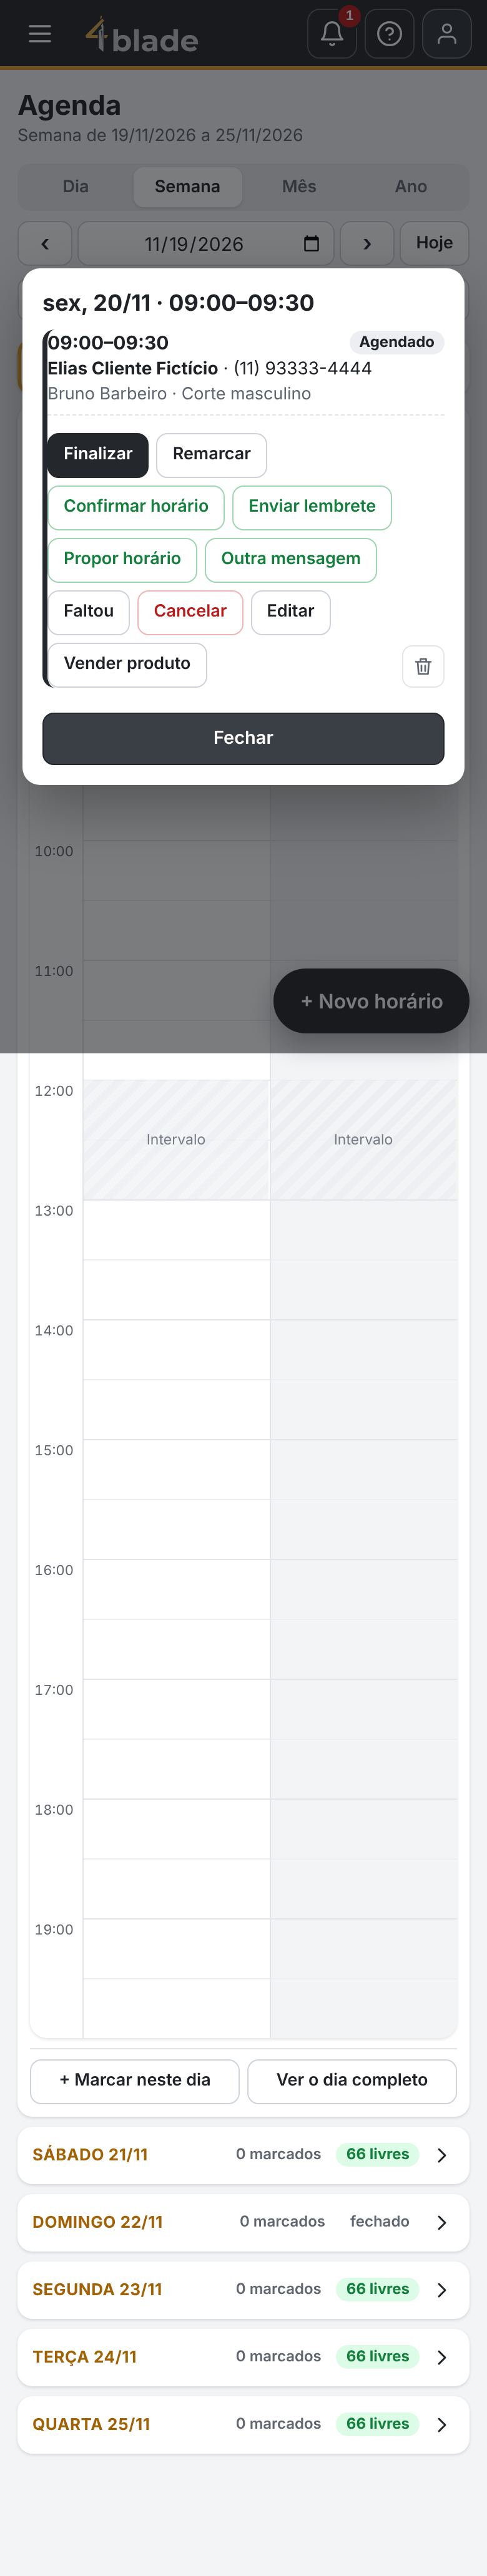 4blade
1
Agenda
Semana de 19/11/2026 a 25/11/2026
Dia Semana Mês Ano
‹ 11/19/2026 › Hoje
sex, 20/11 · 09:00–09:30
09:00–09:30 Agendado
Elias Cliente Fictício · (11) 93333-4444
Bruno Barbeiro · Corte masculino
Finalizar Remarcar
Confirmar horário Enviar lembrete
Propor horário Outra mensagem
Faltou Cancelar Editar
Vender produto
Fechar
10:00
11:00
+ Novo horário
12:00
Intervalo Intervalo
13:00
14:00
15:00
16:00
17:00
18:00
19:00
+ Marcar neste dia Ver o dia completo
SÁBADO 21/11 0 marcados 66 livres
DOMINGO 22/11 0 marcados fechado
SEGUNDA 23/11 0 marcados 66 livres
TERÇA 24/11 0 marcados 66 livres
QUARTA 25/11 0 marcados 66 livres